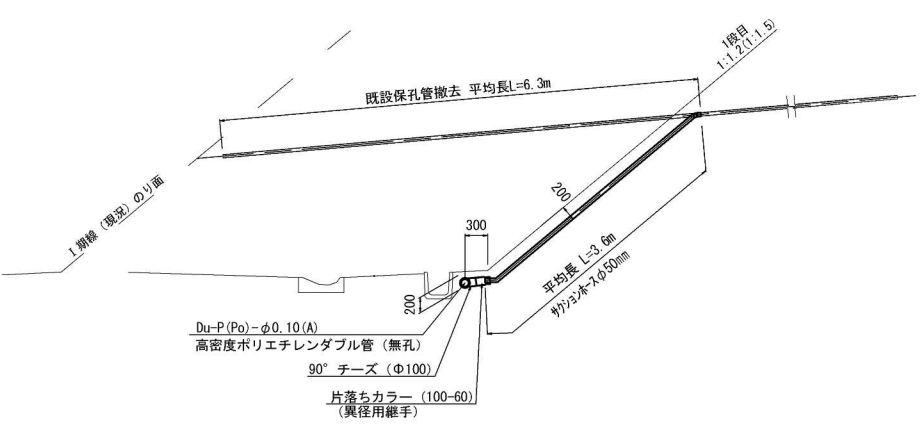 1段目
1:1.2(1:1.5)
既設保孔管撤去 平均長L=6.3m
I期線（現況）のり面
200
300
平均長 L=3.6m
サクションホースφ50mm
200
Du-P(Po)-φ0.10(A)
高密度ポリエチレンダブル管（無孔）
90° チーズ（Φ100）
片落ちカラー（100-60）
（異径用継手）